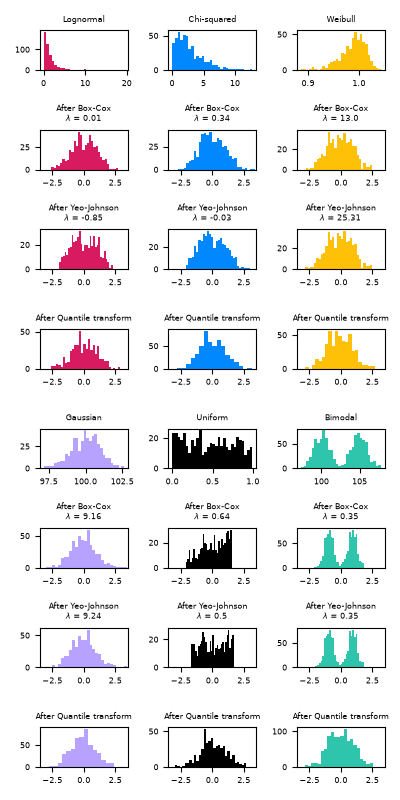 Lognormal Chi-squared Weibull
100 50 50
0 0 0
0 10 20 0 5 10 0.9 1.0
After Box-Cox After Box-Cox After Box-Cox
λ = 0.01 λ = 0.34 λ = 13.0
25 25 20
0 0 0
−2.5 0.0 2.5 −2.5 0.0 2.5 −2.5 0.0 2.5
After Yeo-Johnson After Yeo-Johnson After Yeo-Johnson
λ = -0.85 λ = -0.03 λ = 25.31
20 20 20
0 0 0
−2.5 0.0 2.5 −2.5 0.0 2.5 −2.5 0.0 2.5
After Quantile transform After Quantile transform After Quantile transform
50 50 50
0 0 0
−2.5 0.0 2.5 −2.5 0.0 2.5 −2.5 0.0 2.5
Gaussian Uniform Bimodal
25 20 50
0 0 0
97.5 100.0 102.5 0.0 0.5 1.0 100 105
After Box-Cox After Box-Cox After Box-Cox
λ = 9.16 λ = 0.64 λ = 0.35
50 20 50
0 0 0
−2.5 0.0 2.5 −2.5 0.0 2.5 −2.5 0.0 2.5
After Yeo-Johnson After Yeo-Johnson After Yeo-Johnson
λ = 9.24 λ = 0.5 λ = 0.35
50 20 50
0 0 0
−2.5 0.0 2.5 −2.5 0.0 2.5 −2.5 0.0 2.5
After Quantile transform After Quantile transform After Quantile transform
50 50 100
0 0 0
−2.5 0.0 2.5 −2.5 0.0 2.5 −2.5 0.0 2.5